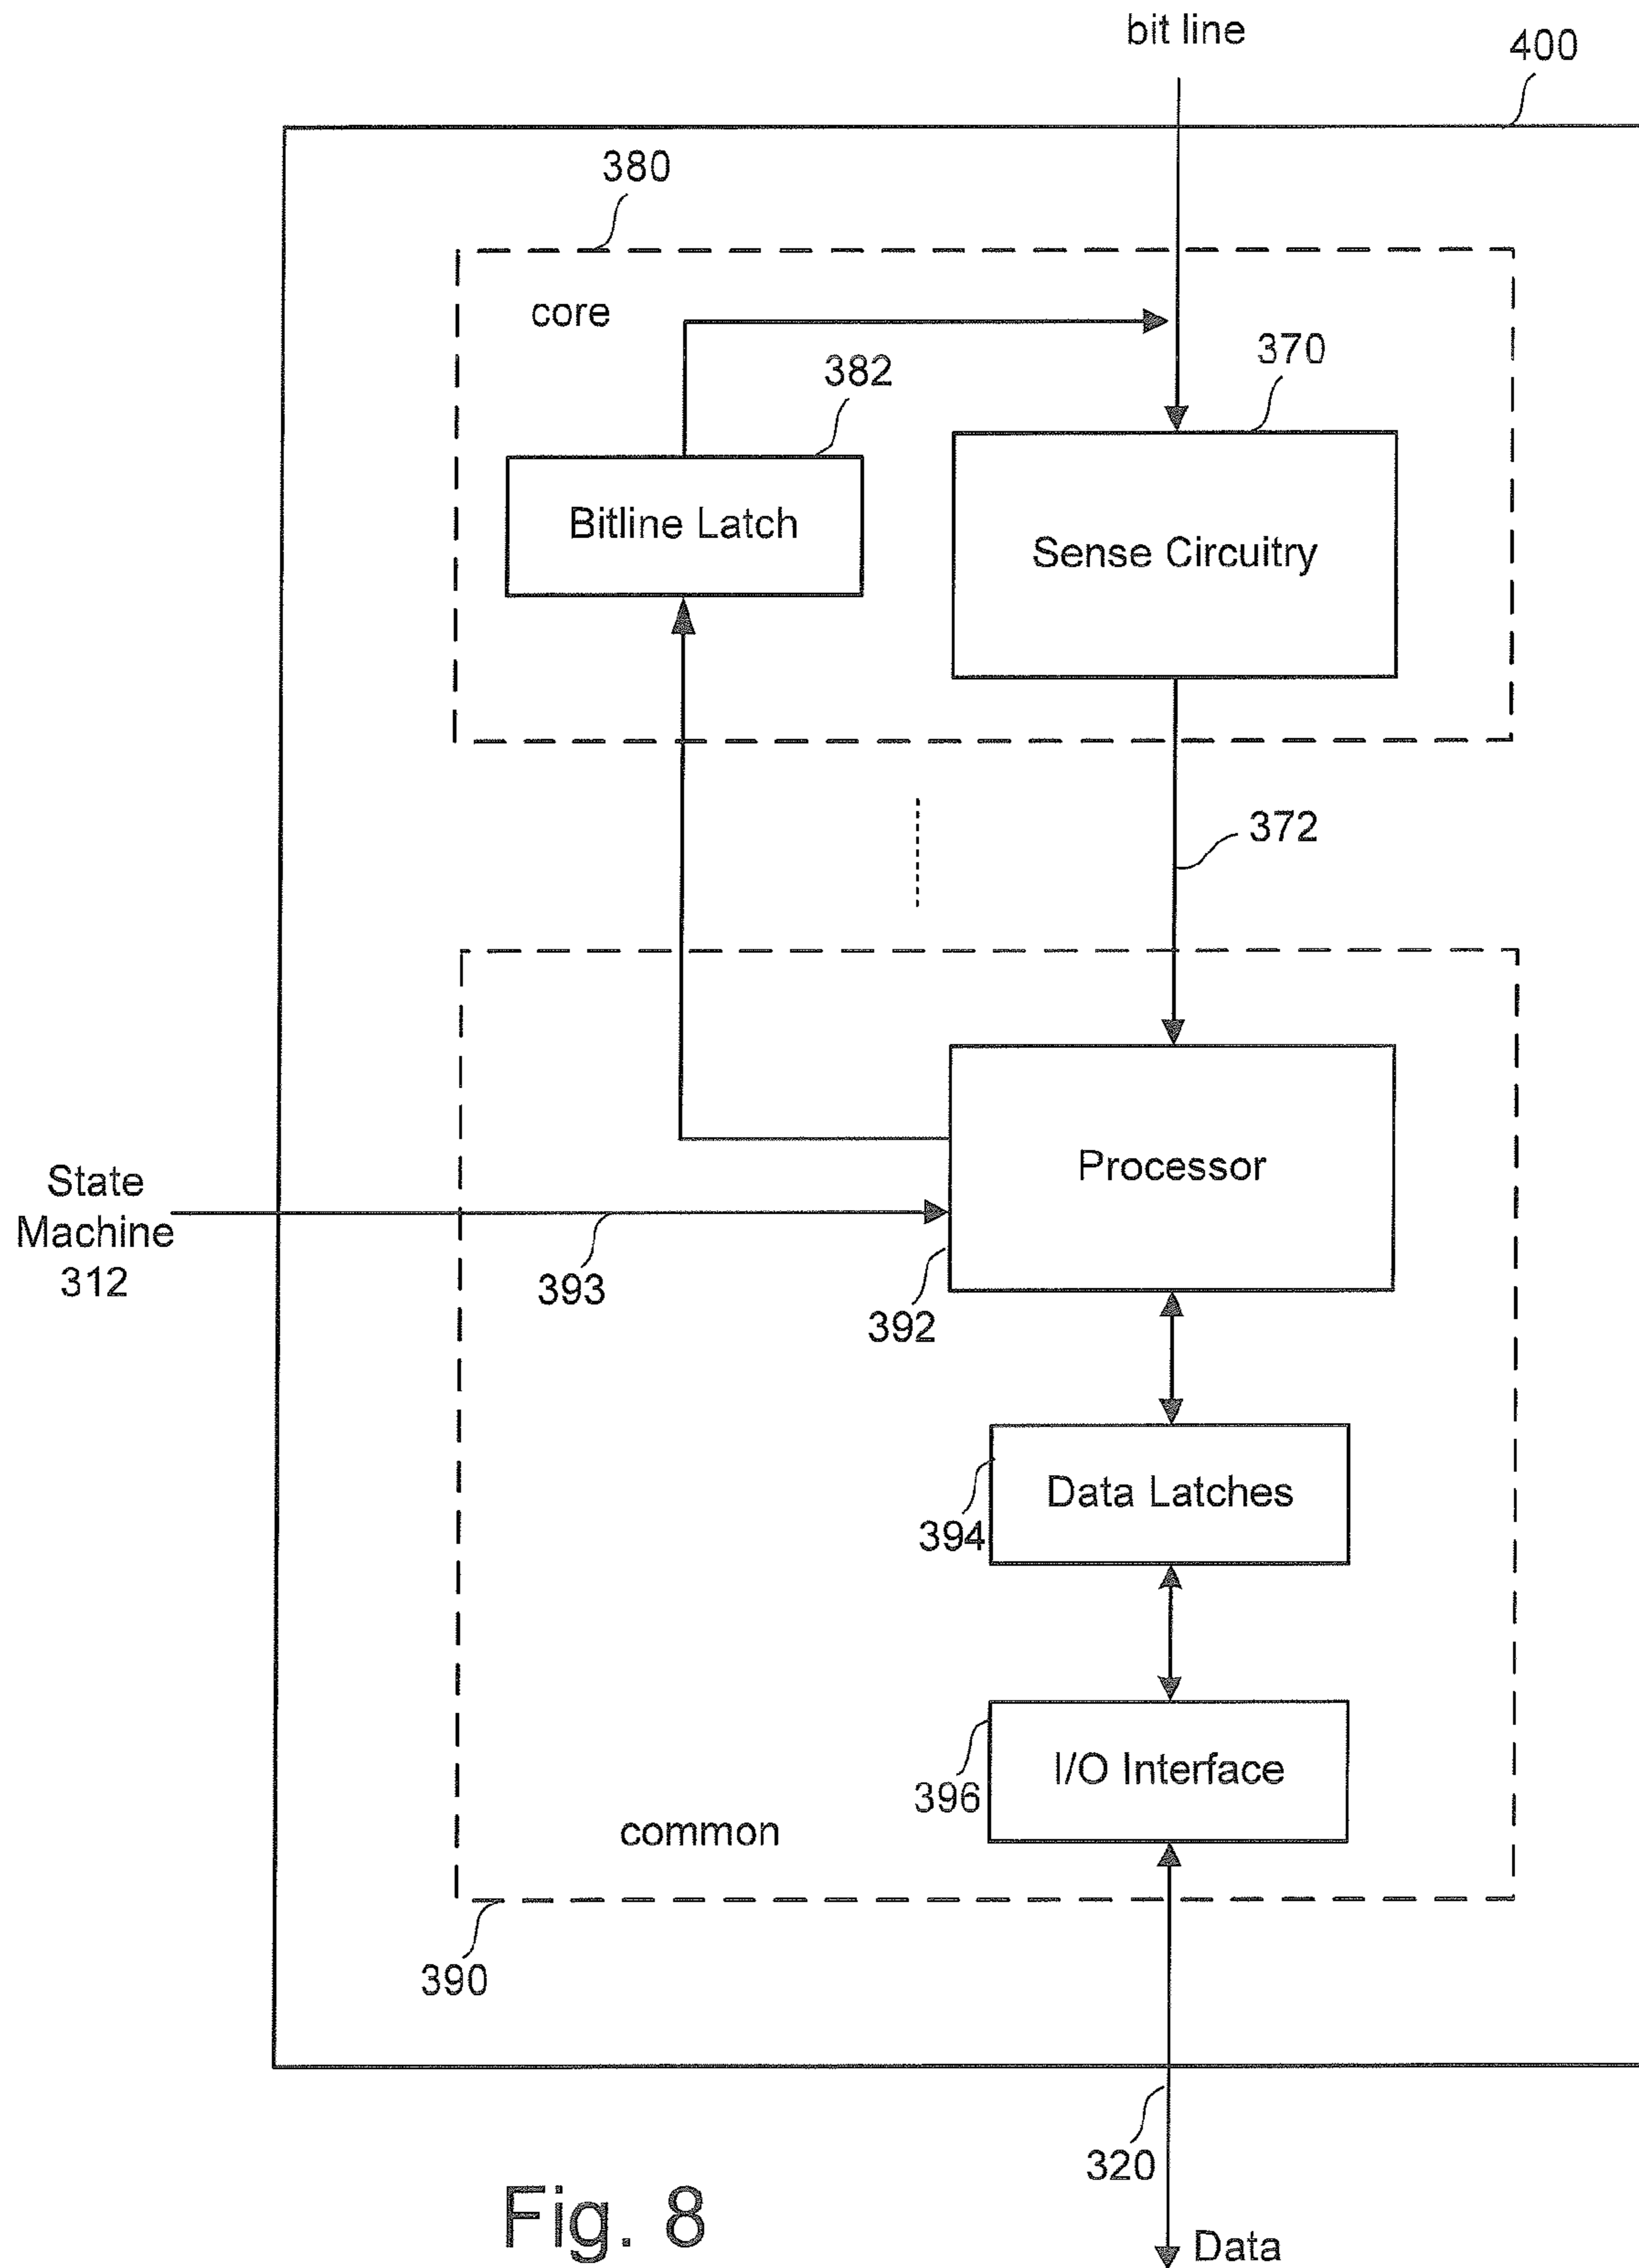 bit line
400
380
core
370
382
Bitline Latch
Sense Circuitry
372
Processor
State
Machine
312
393
392
Data Latches
394
I/O Interface
396
common
390
320
Fig. 8
Data